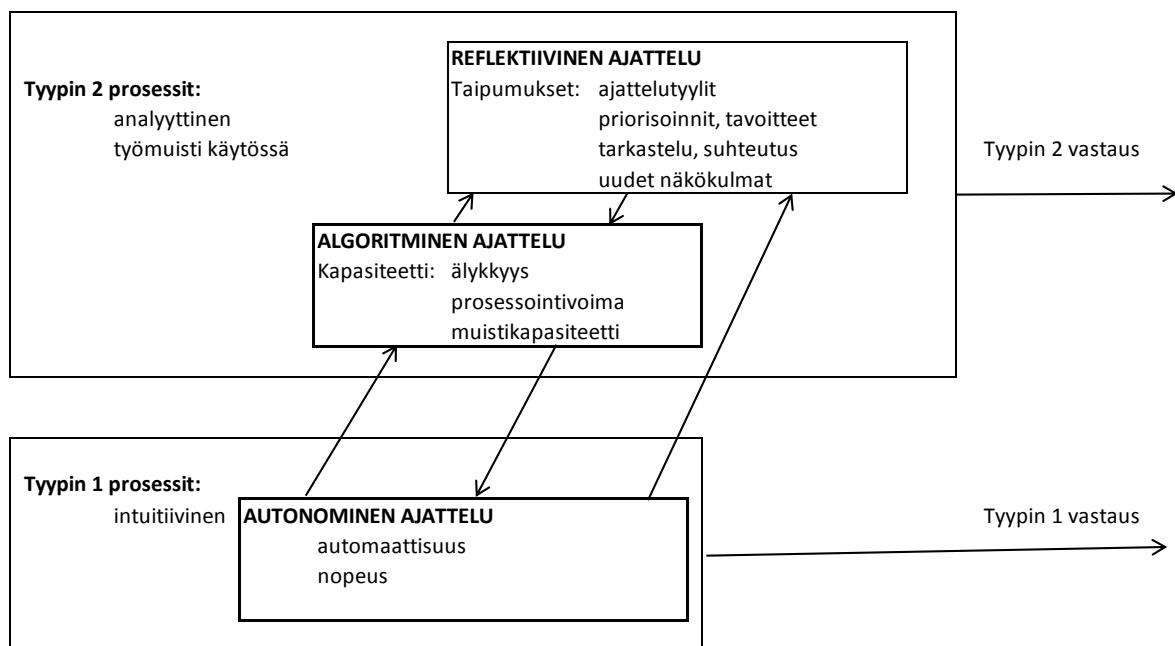 REFLEKTIIVINEN AJATTELU
Tyypin 2 prosessit:
Taipumukset: ajattelutyylit
analyyttinen
priorisoinnit, tavoitteet
työmuisti käytössä
tarkastelu, suhteutus
Tyypin 2 vastaus
uudet näkökulmat
ALGORITMINEN AJATTELU
Kapasiteetti: älykkyys
prosessointivoima
muistikapasiteetti
Tyypin 1 prosessit:
intuitiivinen
AUTONOMINEN AJATTELU
Tyypin 1 vastaus
automaattisuus
nopeus